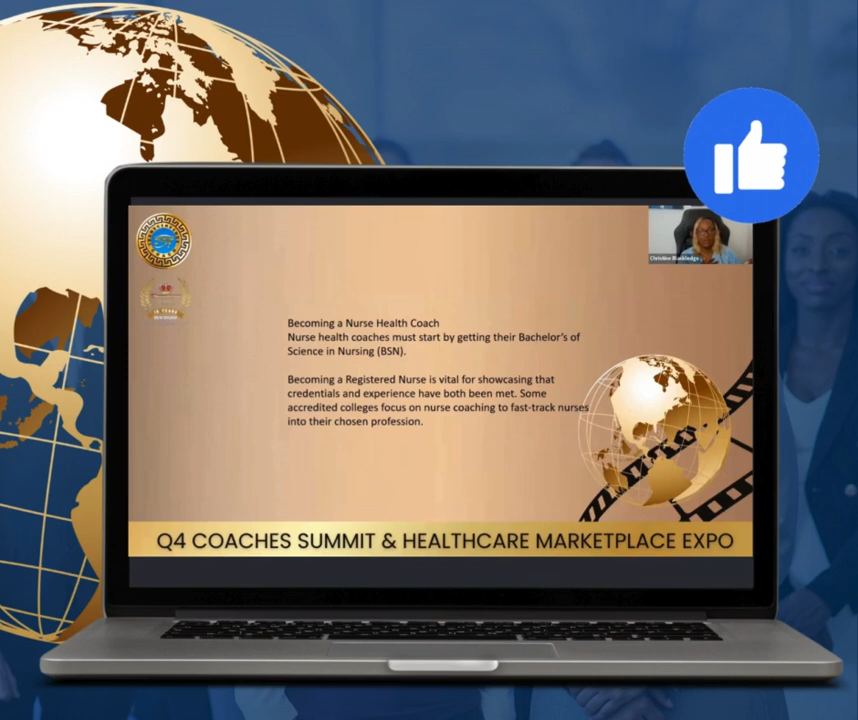 Christine Blackledge
Becoming a Nurse Health Coach
Nurse health coaches must start by getting their Bachelor's of
Science in Nursing (BSN).
Becoming a Registered Nurse is vital for showcasing that
credentials and experience have both been met. Some
accredited colleges focus on nurse coaching to fast-track nurses
into their chosen profession.
Q4 COACHES SUMMIT & HEALTHCARE MARKETPLACE EXPO